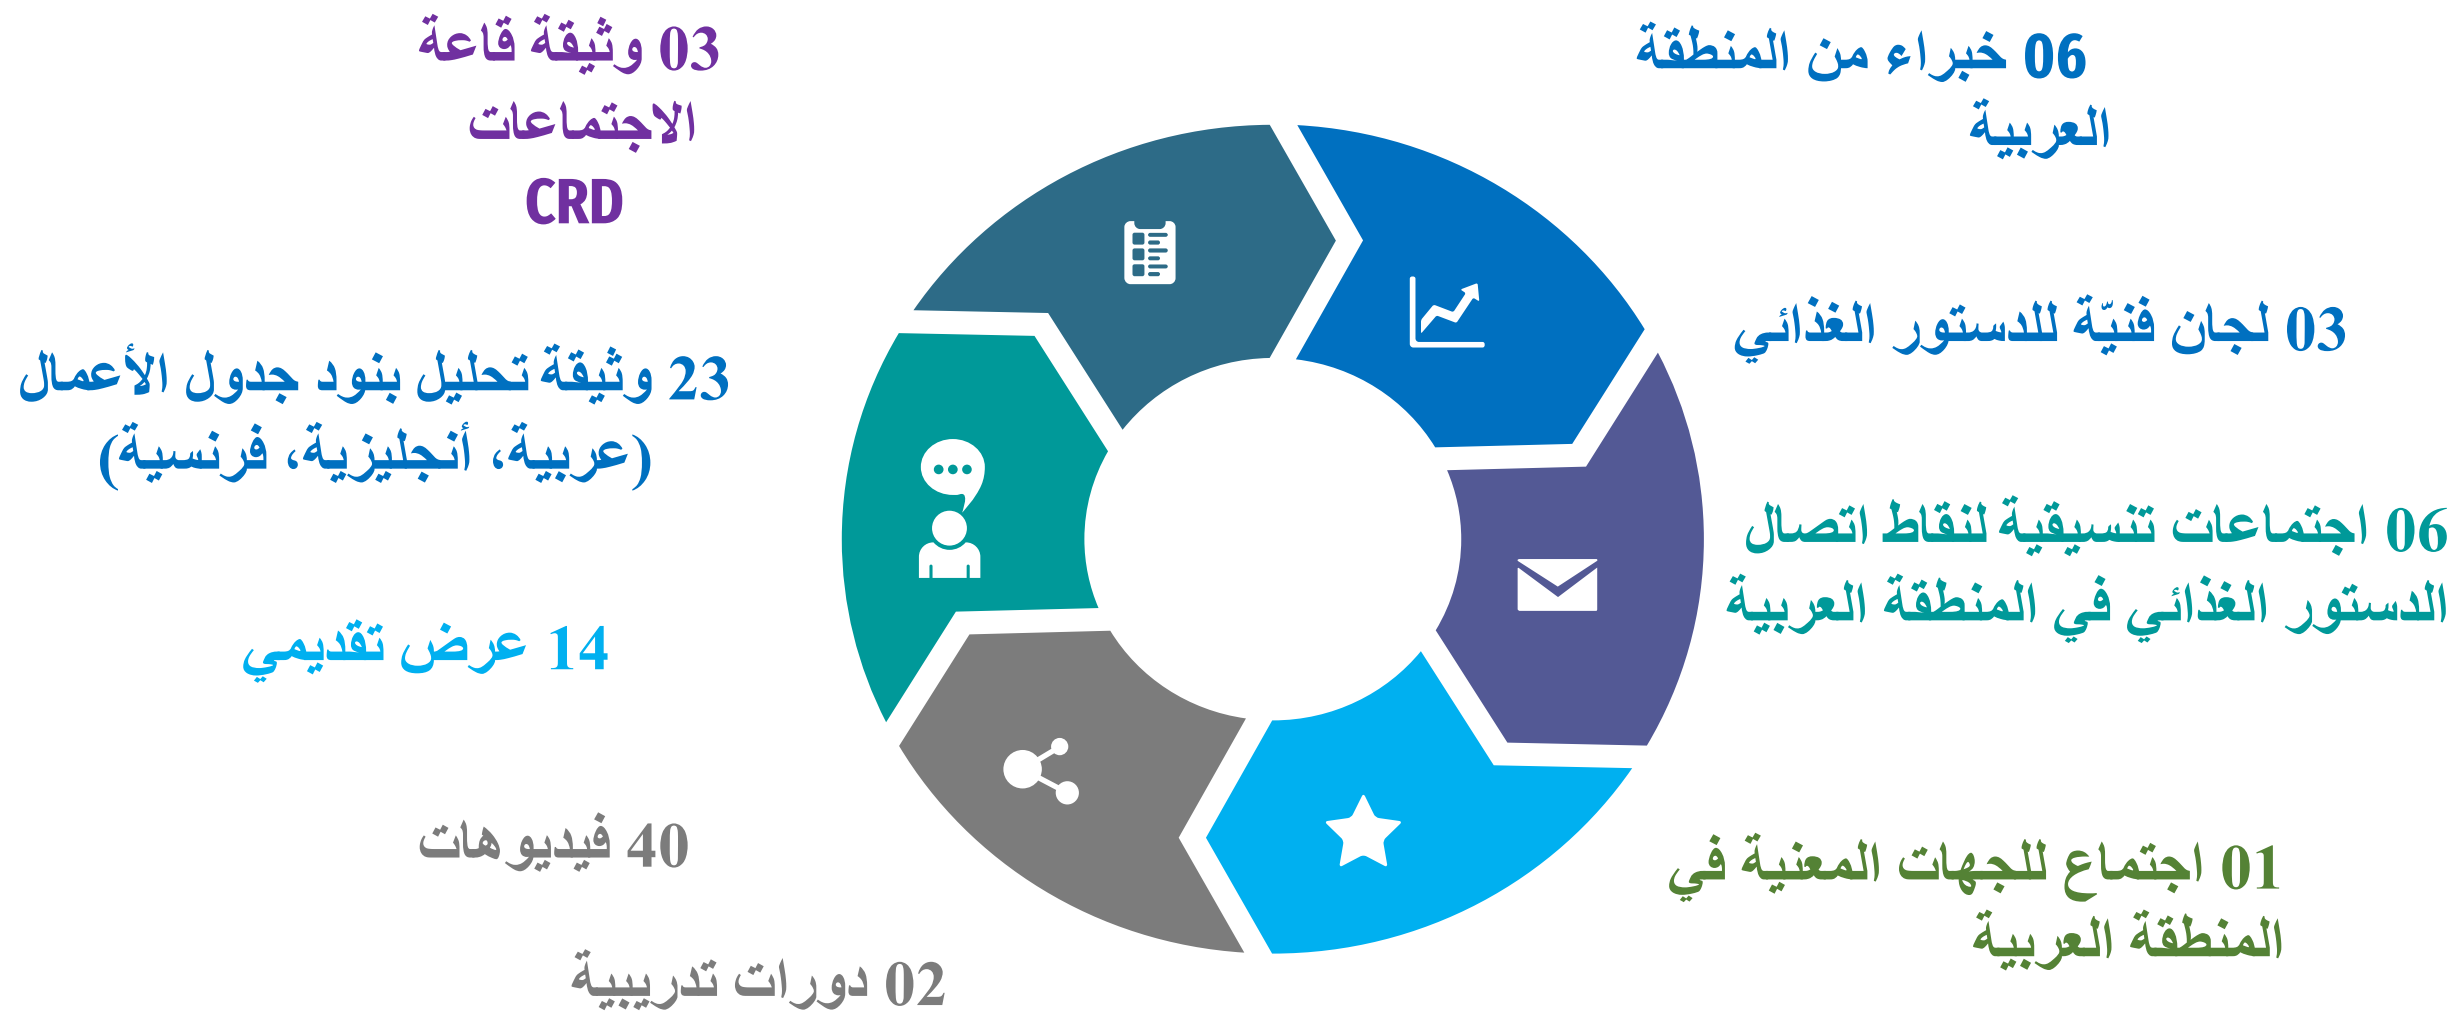 06 خبراء من المنطقة
العربية
03 لجان فنيّة للدستور الغذائي
06 اجتماعات تنسيقية لنقاط اتصال
الدستور الغذائي في المنطقة العربية
01 اجتماع للجهات المعنية في
المنطقة العربية
03 وثيقة قاعة
الاجتماعات
CRD
23 وثيقة تحليل بنود جدول الأعمال
(عربية، أنجليزية، فرنسية)
14 عرض تقديمي
40 فيديوهات
02 دورات تدريبية